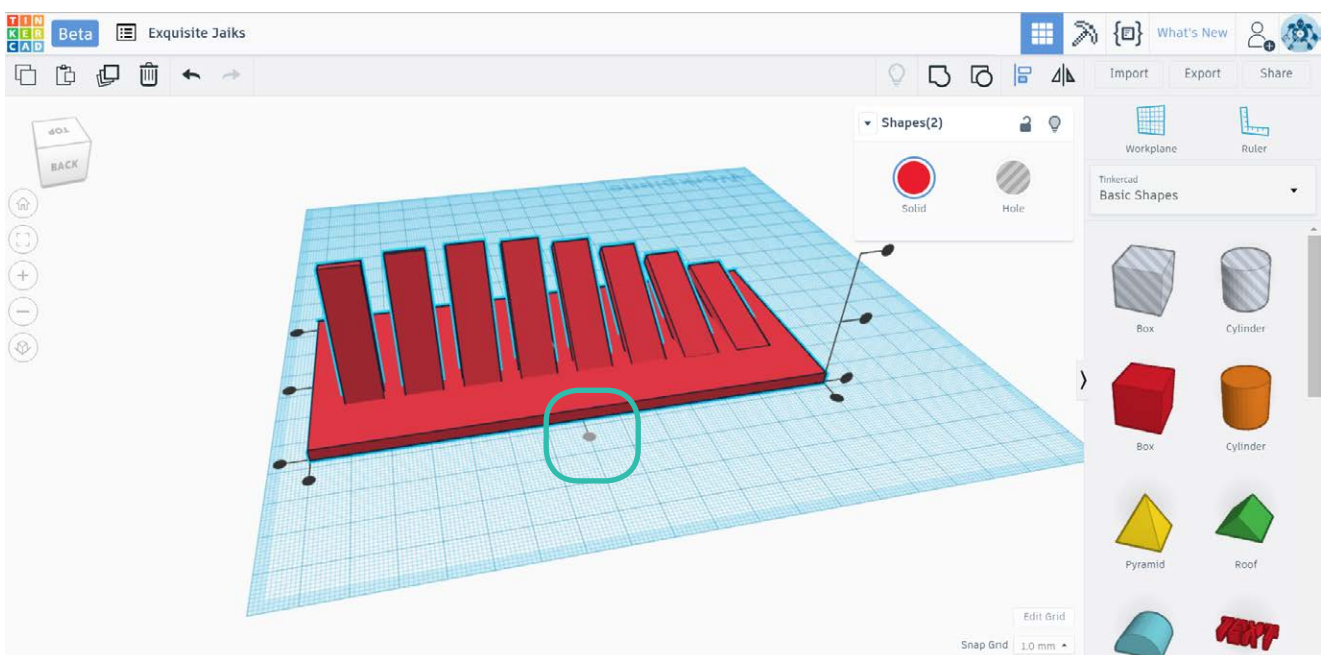 TIN
KER
CAD
Beta
Exquisite Jaiks
What's New
Import
Export
Share
TOP
BACK
Shapes(2)
Solid
Hole
Workplane
Ruler
Tinkercad
Basic Shapes
Box
Cylinder
Box
Cylinder
Pyramid
Roof
TEXT
Edit Grid
Snap Grid 1.0 mm